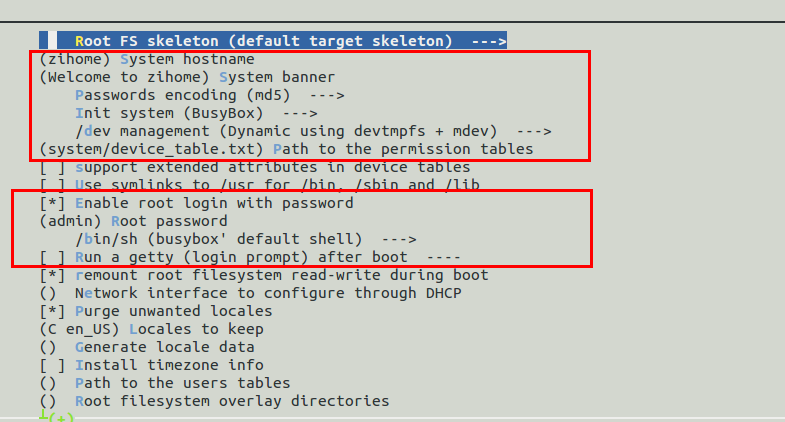 Root FS skeleton (default target skeleton)  --->
(zihome) System hostname
(Welcome to zihome) System banner
Passwords encoding (md5)  --->
Init system (BusyBox)  --->
/dev management (Dynamic using devtmpfs + mdev)  --->
(system/device_table.txt) Path to the permission tables
[ ] support extended attributes in device tables
[ ] Use symlinks to /usr for /bin, /sbin and /lib
[*] Enable root login with password
(admin) Root password
/bin/sh (busybox' default shell)  --->
[ ] Run a getty (login prompt) after boot  ----
[*] remount root filesystem read-write during boot
()  Network interface to configure through DHCP
[*] Purge unwanted locales
(C en_US) Locales to keep
()  Generate locale data
[ ] Install timezone info
()  Path to the users tables
()  Root filesystem overlay directories
┴(+)